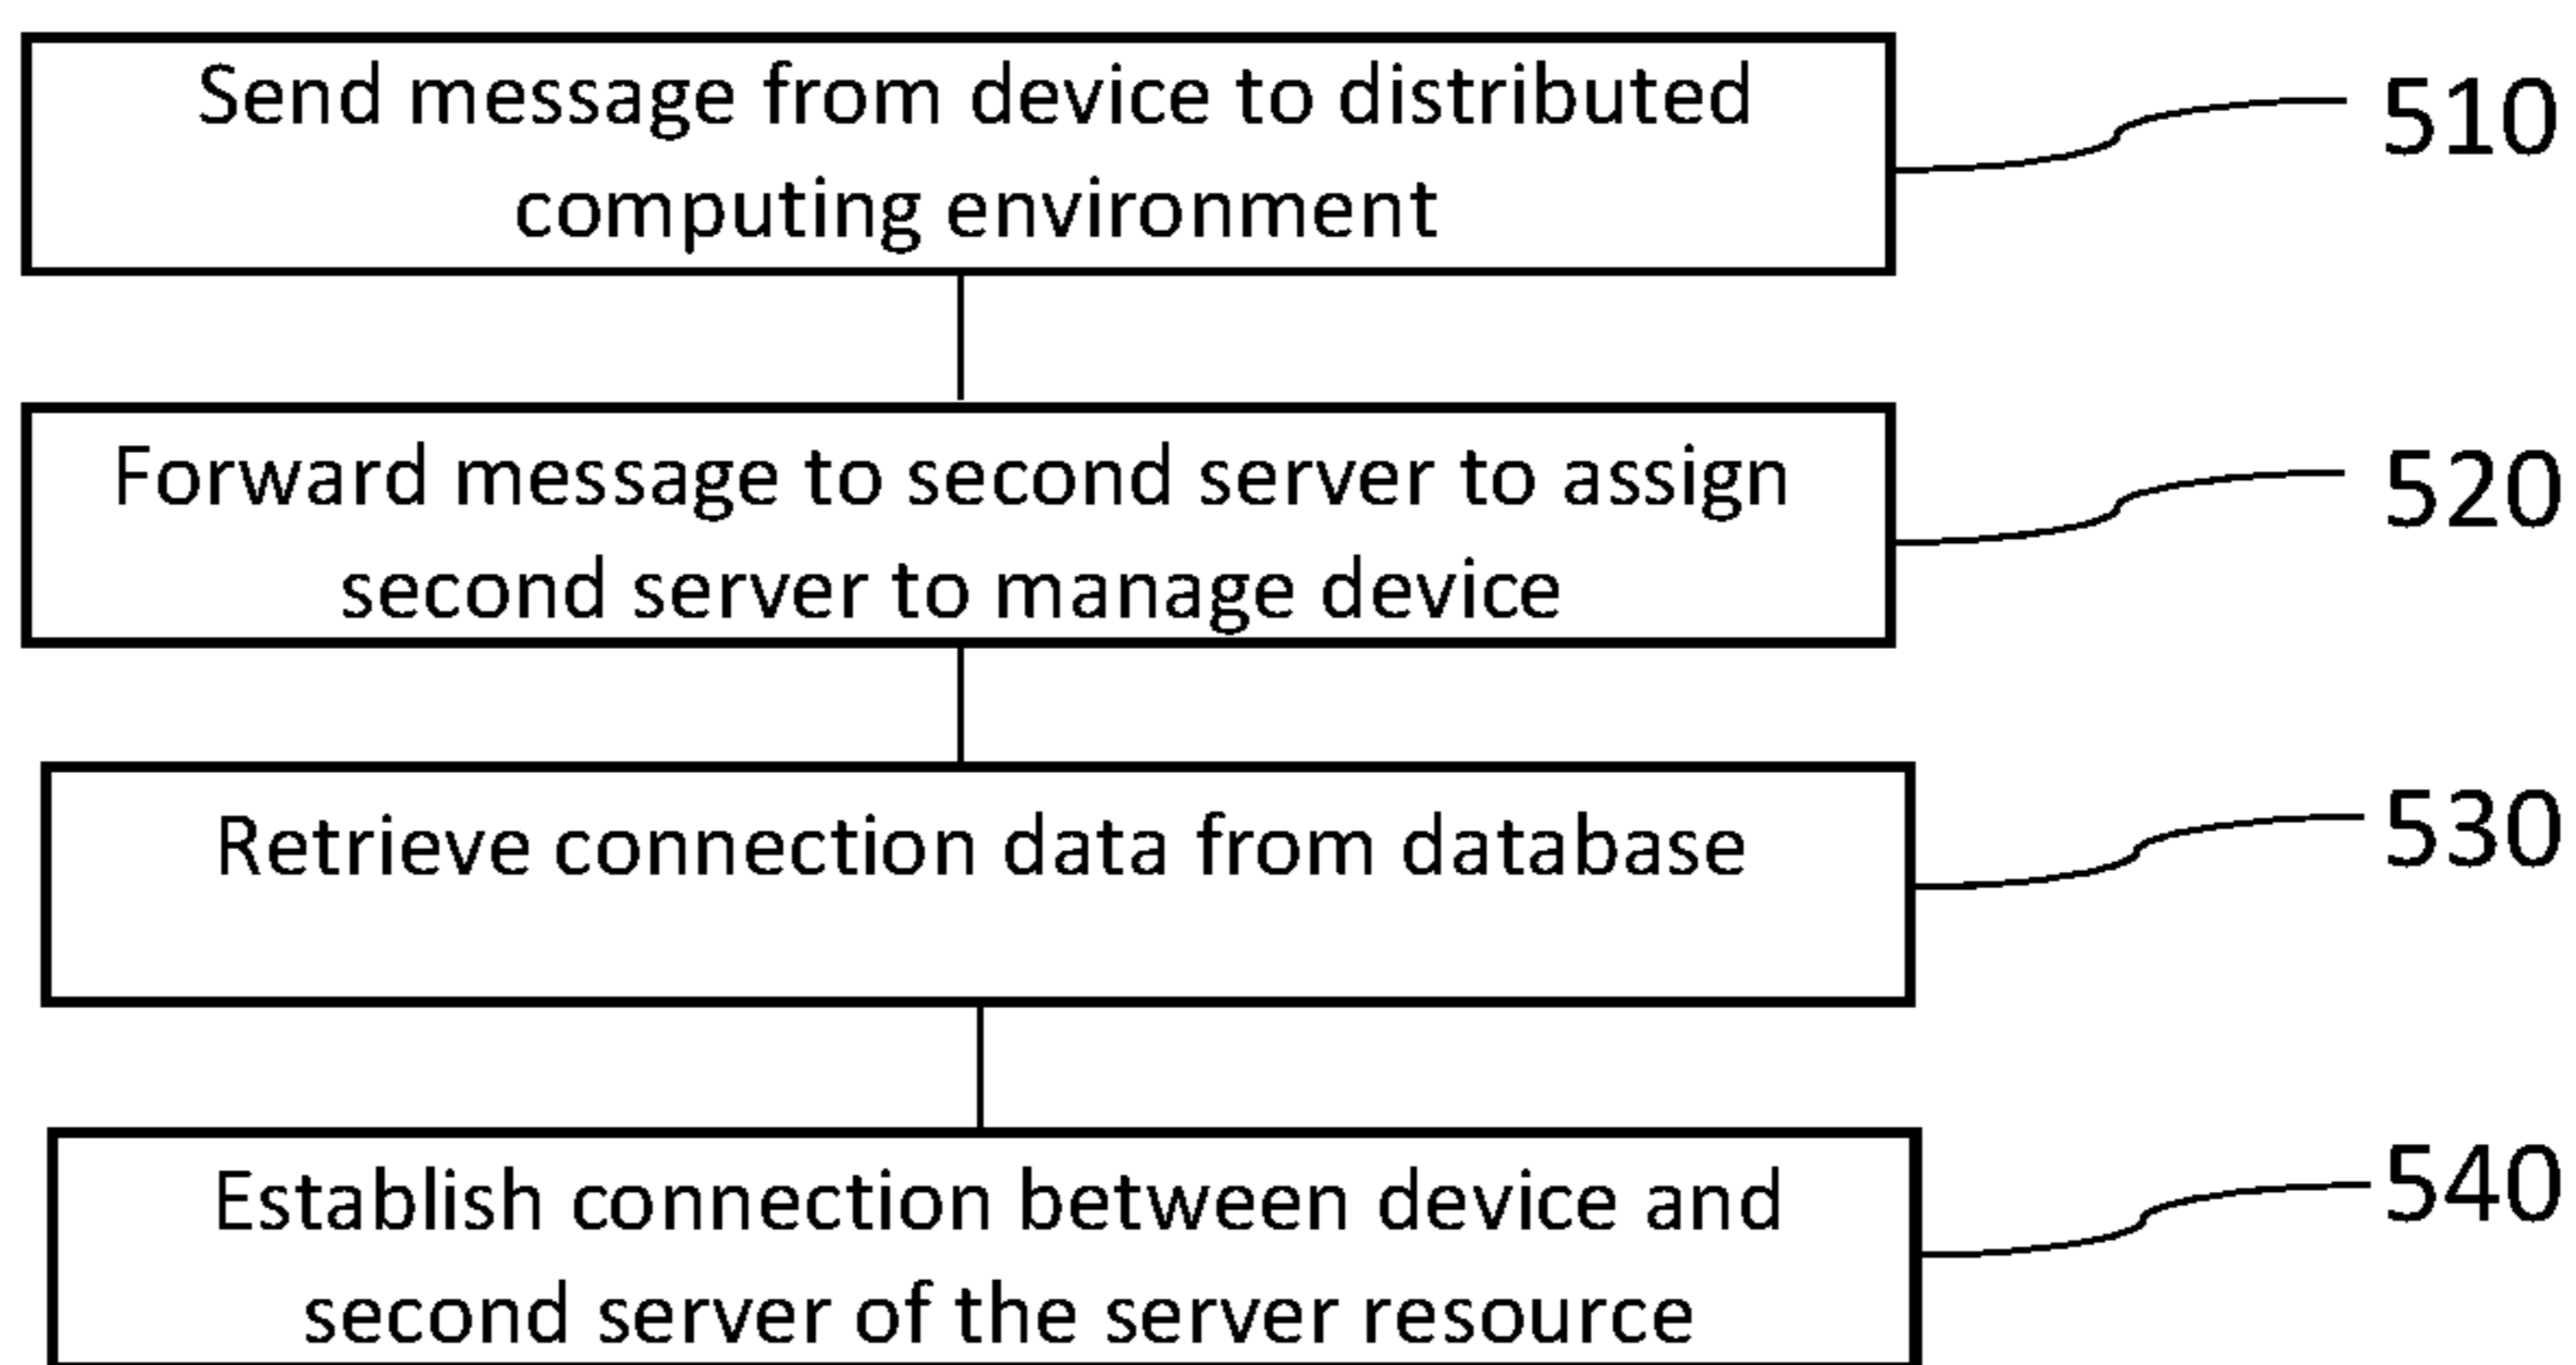 Send message from device to distributed
computing environment
510
Forward message to second server to assign
second server to manage device
520
Retrieve connection data from database
530
Establish connection between device and
second server of the server resource
540